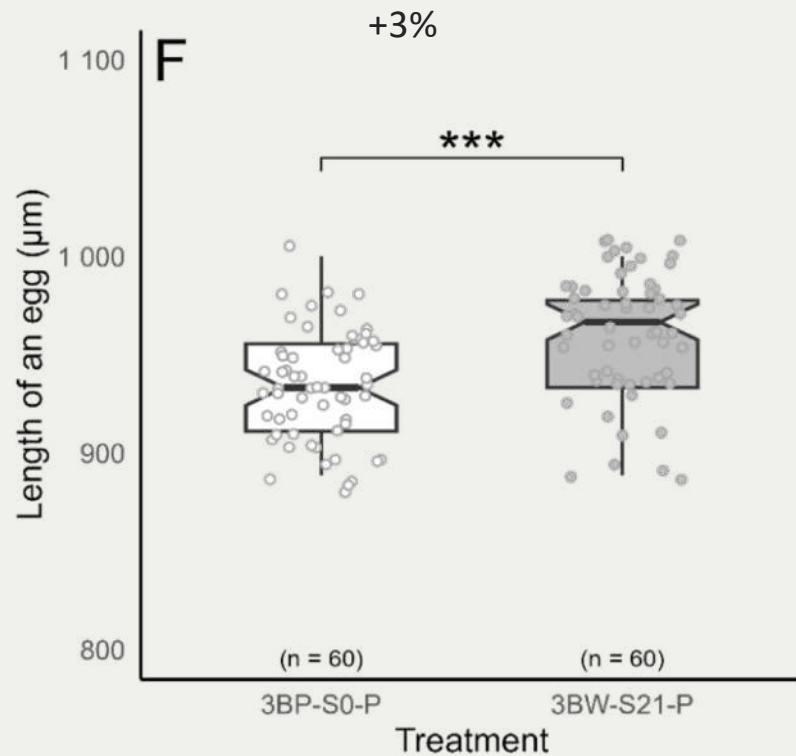 +3%
F
1 100
1 000
900
800
Length of an egg (µm)
***
(n = 60)
(n = 60)
3BP-S0-P
3BW-S21-P
Treatment